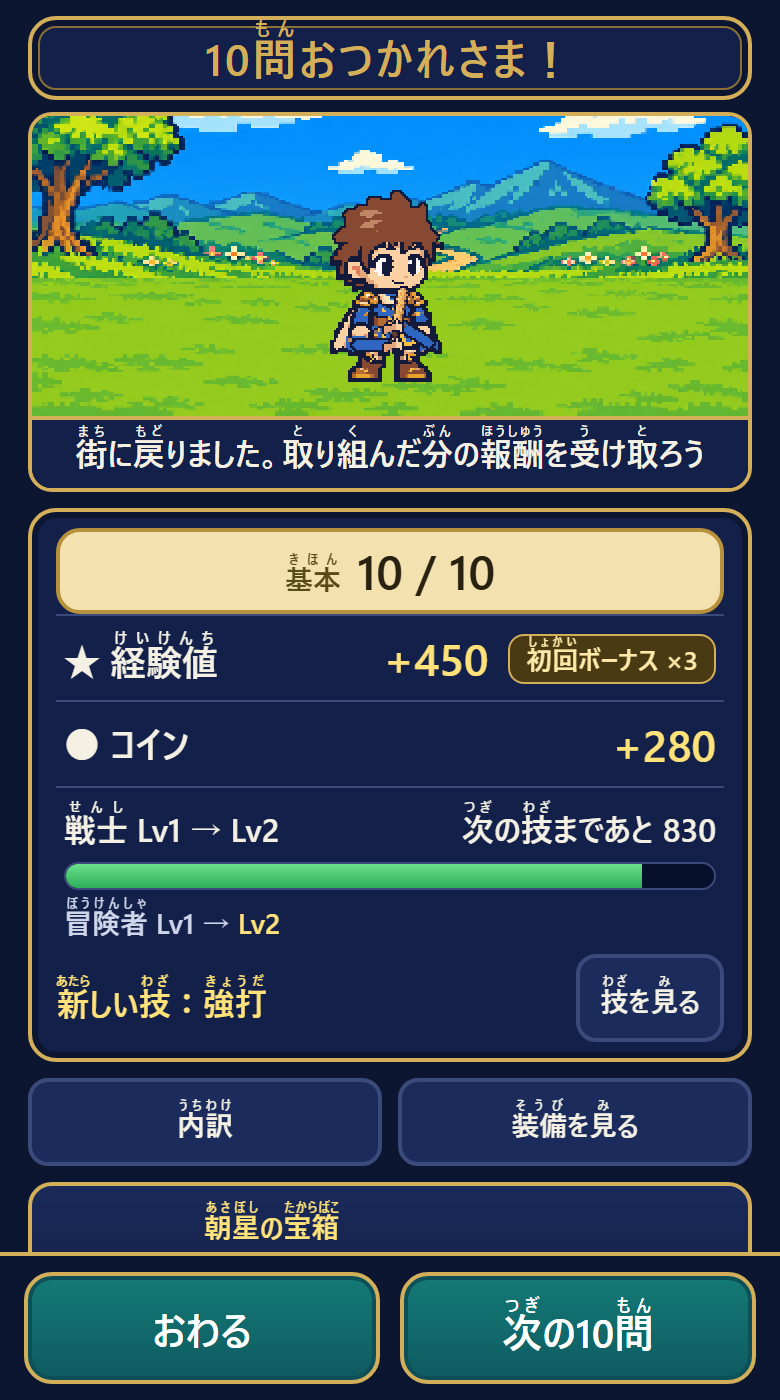 10問おつかれさま！
街に戻りました。取り組んだ分の報酬を受け取ろう
基本 10 / 10
★ 経験値 +450 初回ボーナス ×3
● コイン +280
戦士 Lv1 → Lv2 次の技まであと 830
冒険者 Lv1 → Lv2
新しい技：強打 技を見る
内訳 装備を見る
朝星の宝箱
おわる 次の10問